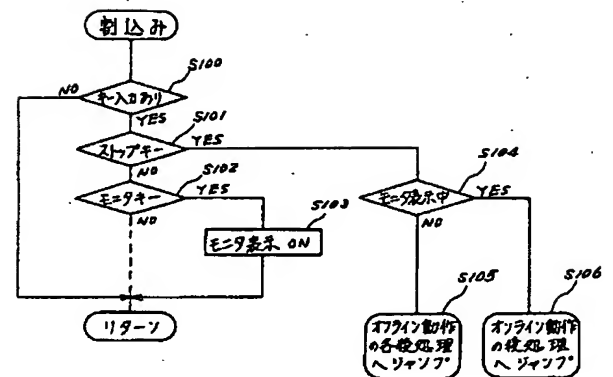 割込み
S100
NO
キー入力あり
YES
S101
ストップキー
YES
NO
S102
モニタキー
YES
NO
S103
モニタ表示 ON
リターン
S104
モニタ表示中
YES
NO
S105
オフライン動作
の各後処理
へジャンプ
S106
オンライン動作
の後処理
へジャンプ